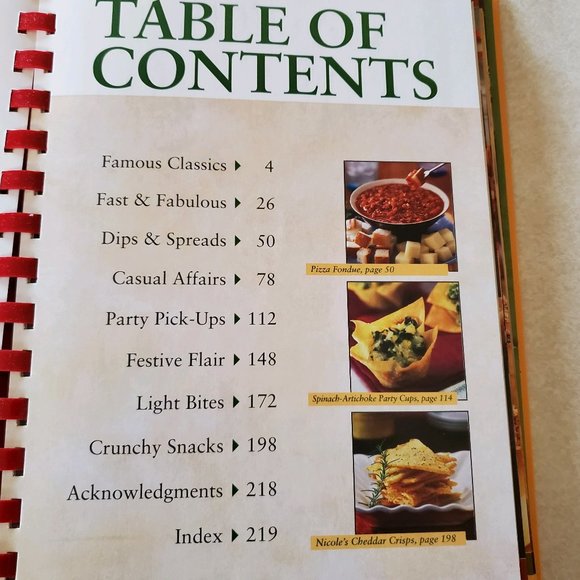 TABLE OF
CONTENTS
Famous Classics 4
Fast & Fabulous 26
Dips & Spreads 50
Casual Affairs 78
Party Pick-Ups 112
Festive Flair 148
Light Bites 172
Crunchy Snacks 198
Acknowledgments 218
Index 219
Pizza Fondue, page 50
Spinach-Artichoke Party Cups, page 114
Nicole's Cheddar Crisps, page 198